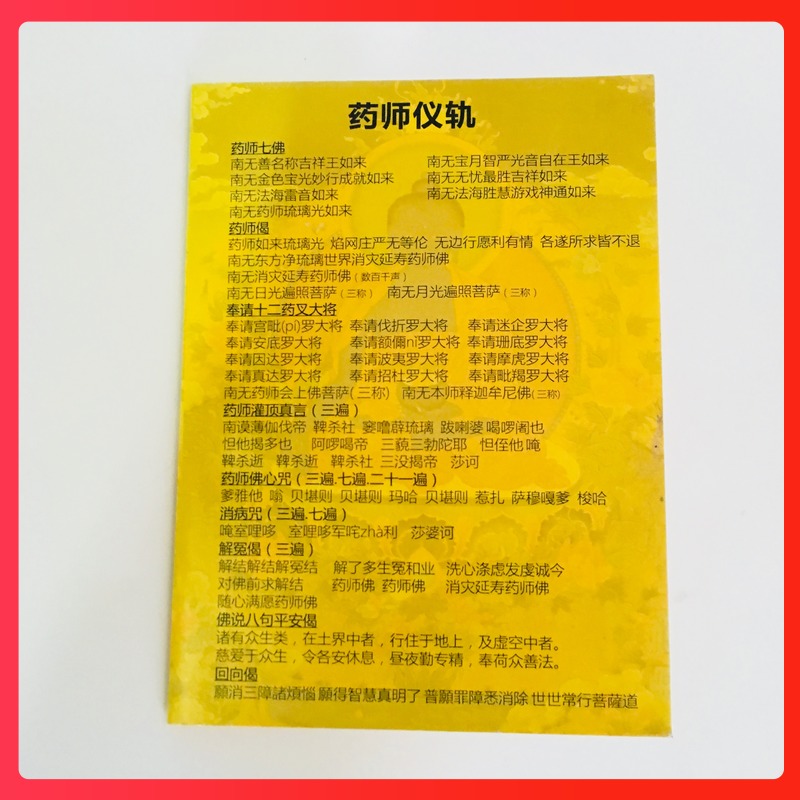 药师仪轨
药师七佛
南无善名称吉祥王如来 南无宝月智严光音自在王如来
南无金色宝光妙行成就如来 南无无忧最胜吉祥如来
南无法海雷音如来 南无法海胜慧游戏神通如来
南无药师琉璃光如来
药师偈
药师如来琉璃光 焰网庄严无等伦 无边行愿利有情 各遂所求皆不退
南无东方净琉璃世界消灾延寿药师佛
南无消灾延寿药师佛(数百千声)
南无日光遍照菩萨(三称) 南无月光遍照菩萨(三称)
奉请十二药叉大将
奉请宫毗(pí)罗大将 奉请伐折罗大将 奉请迷企罗大将
奉请安底罗大将 奉请额儞nǐ罗大将 奉请珊底罗大将
奉请因达罗大将 奉请波夷罗大将 奉请摩虎罗大将
奉请真达罗大将 奉请招杜罗大将 奉请毗羯罗大将
南无药师会上佛菩萨(三称) 南无本师释迦牟尼佛(三称)
药师灌顶真言(三遍)
南谟薄伽伐帝 鞞杀社 窭噜薜琉璃 跋喇婆 喝啰阇也
怛他揭多也 阿啰喝帝 三藐三勃陀耶 怛侄他 唵
鞞杀逝 鞞杀逝 鞞杀社 三没揭帝 莎诃
药师佛心咒(三遍.七遍.二十一遍)
爹雅他 嗡 贝堪则 贝堪则 玛哈 贝堪则 惹扎 萨穆嘎爹 梭哈
消病咒(三遍.七遍)
唵室哩哆 室哩哆军咤zhà利 莎婆诃
解冤偈(三遍)
解结解结解冤结 解了多生冤和业 洗心涤虑发虔诚今
对佛前求解结 药师佛 药师佛 消灾延寿药师佛
随心满愿药师佛
佛说八句平安偈
诸有众生类，在土界中者，行住于地上，及虚空中者。
慈爱于众生，令各安休息，昼夜勤专精，奉荷众善法。
回向偈
願消三障諸煩惱 願得智慧真明了 普願罪障悉消除 世世常行菩薩道